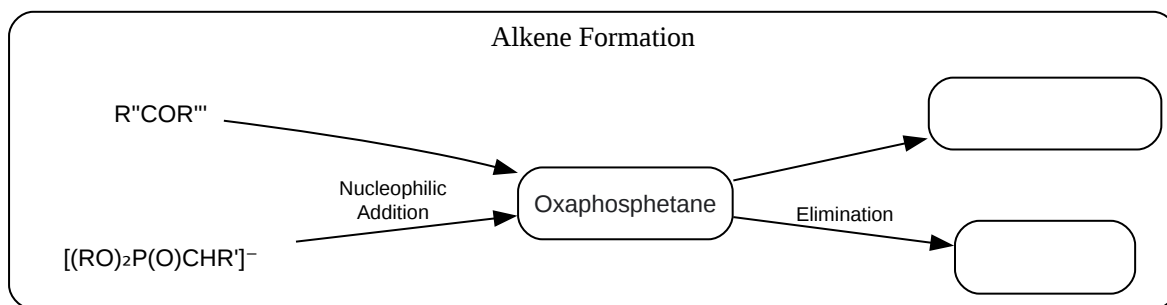 Alkene Formation
R"COR"'
Nucleophilic
Addition
Oxaphosphetane
Elimination
[(RO)₂P(O)CHR']⁻